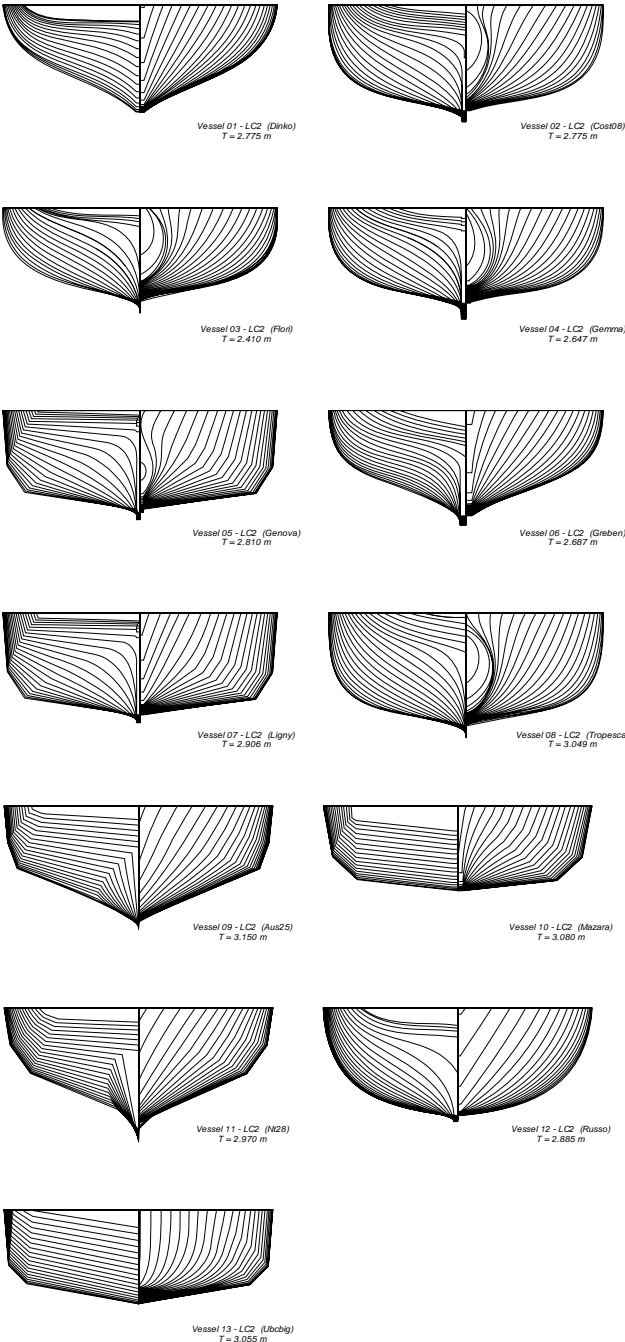 Vessel 01 - LC2 (Dinko)
T = 2.775 m
Vessel 02 - LC2 (Cost08)
T = 2.775 m
Vessel 03 - LC2 (Flori)
T = 2.410 m
Vessel 04 - LC2 (Gemma)
T = 2.647 m
Vessel 05 - LC2 (Genova)
T = 2.810 m
Vessel 06 - LC2 (Greben)
T = 2.687 m
Vessel 07 - LC2 (Ligny)
T = 2.906 m
Vessel 08 - LC2 (Tropesca
T = 3.049 m
Vessel 09 - LC2 (Aus25)
T = 3.150 m
Vessel 10 - LC2 (Mazara)
T = 3.080 m
Vessel 11 - LC2 (Nt28)
T = 2.970 m
Vessel 12 - LC2 (Russo)
T = 2.885 m
Vessel 13 - LC2 (Ubcbig)
T = 3.055 m